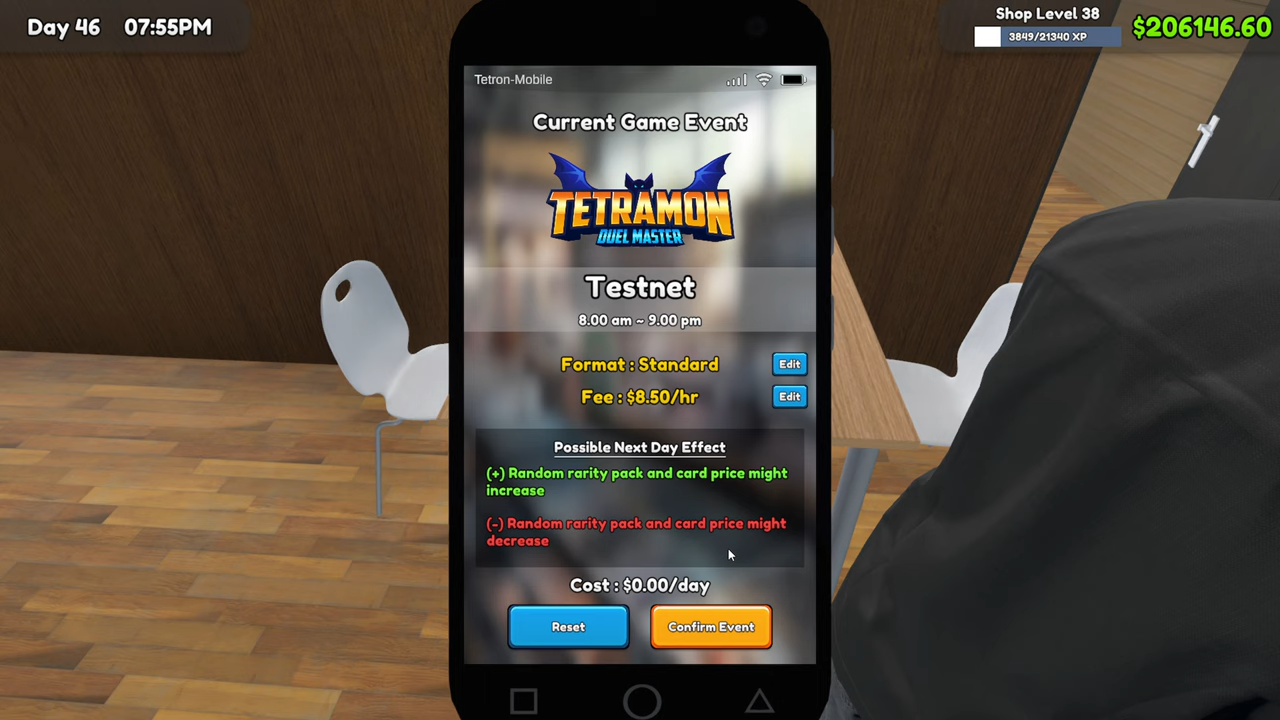 Day 46 07:55PM
Shop Level 38
3849/21340 XP
$206146.60
Tetron-Mobile
Current Game Event
TETRAMON
DUEL MASTER
Testnet
8.00 am ~ 9.00 pm
Format : Standard
Edit
Fee : $8.50/hr
Edit
Possible Next Day Effect
(+) Random rarity pack and card price might
increase
(-) Random rarity pack and card price might
decrease
Cost : $0.00/day
Reset
Confirm Event